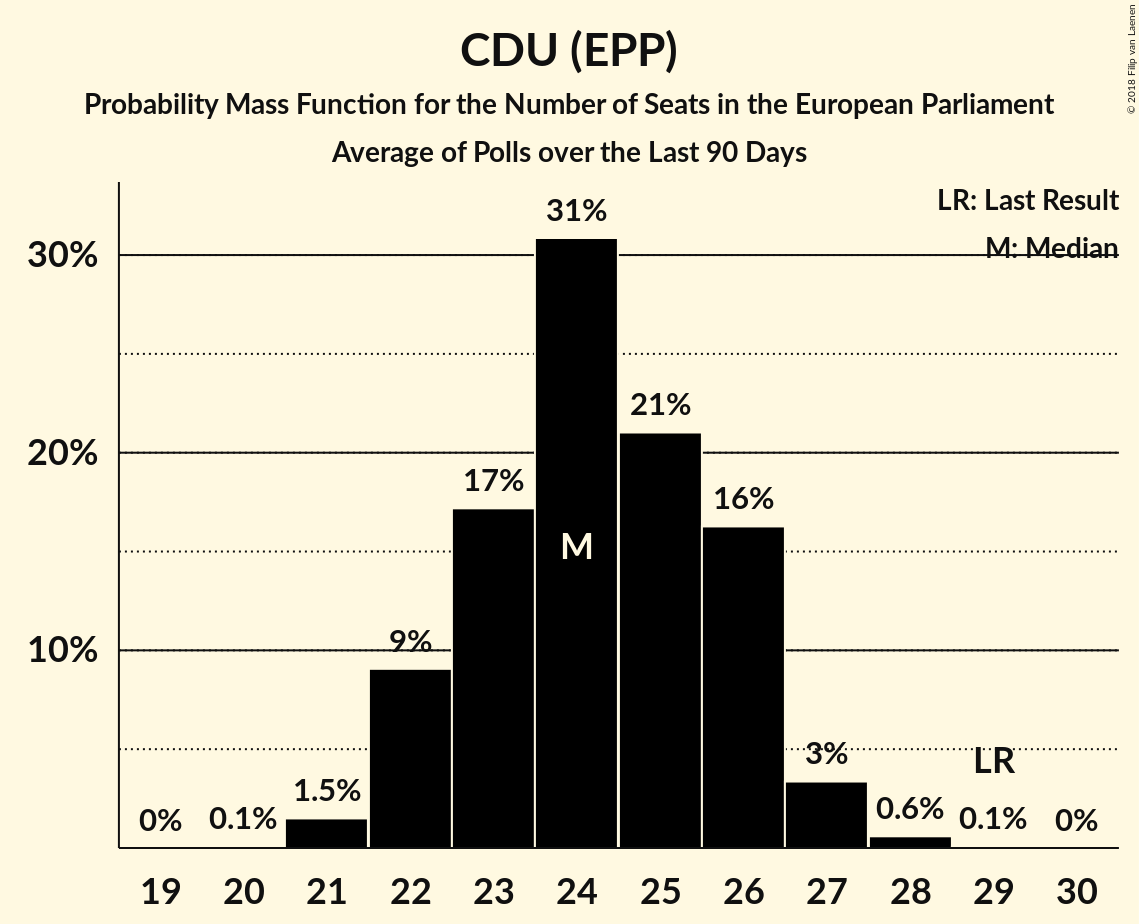 CDU (EPP)
Probability Mass Function for the Number of Seats in the European Parliament
Average of Polls over the Last 90 Days
© 2018 Filip van Laenen
LR: Last Result
M: Median
30%
20%
10%
0%
0.1%
1.5%
9%
17%
31%
M
21%
16%
3%
0.6%
LR
0.1%
0%
19 20 21 22 23 24 25 26 27 28 29 30